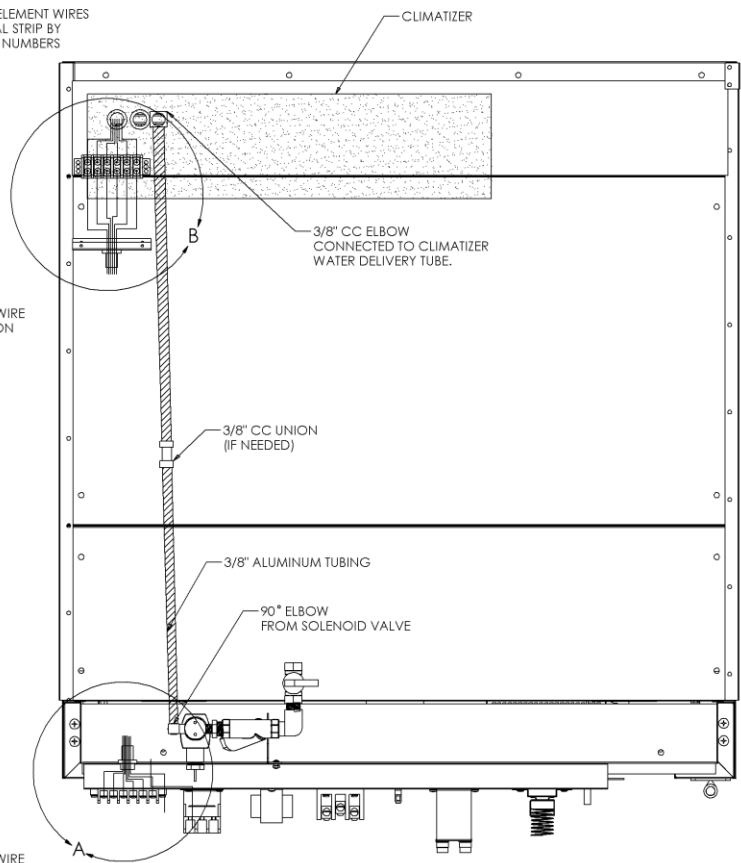 ELEMENT WIRES
AL STRIP BY
NUMBERS
CLIMATIZER
B
3/8" CC ELBOW
CONNECTED TO CLIMATIZER
WATER DELIVERY TUBE.
WIRE
ON
3/8" CC UNION
(IF NEEDED)
3/8" ALUMINUM TUBING
90° ELBOW
FROM SOLENOID VALVE
A
WIRE